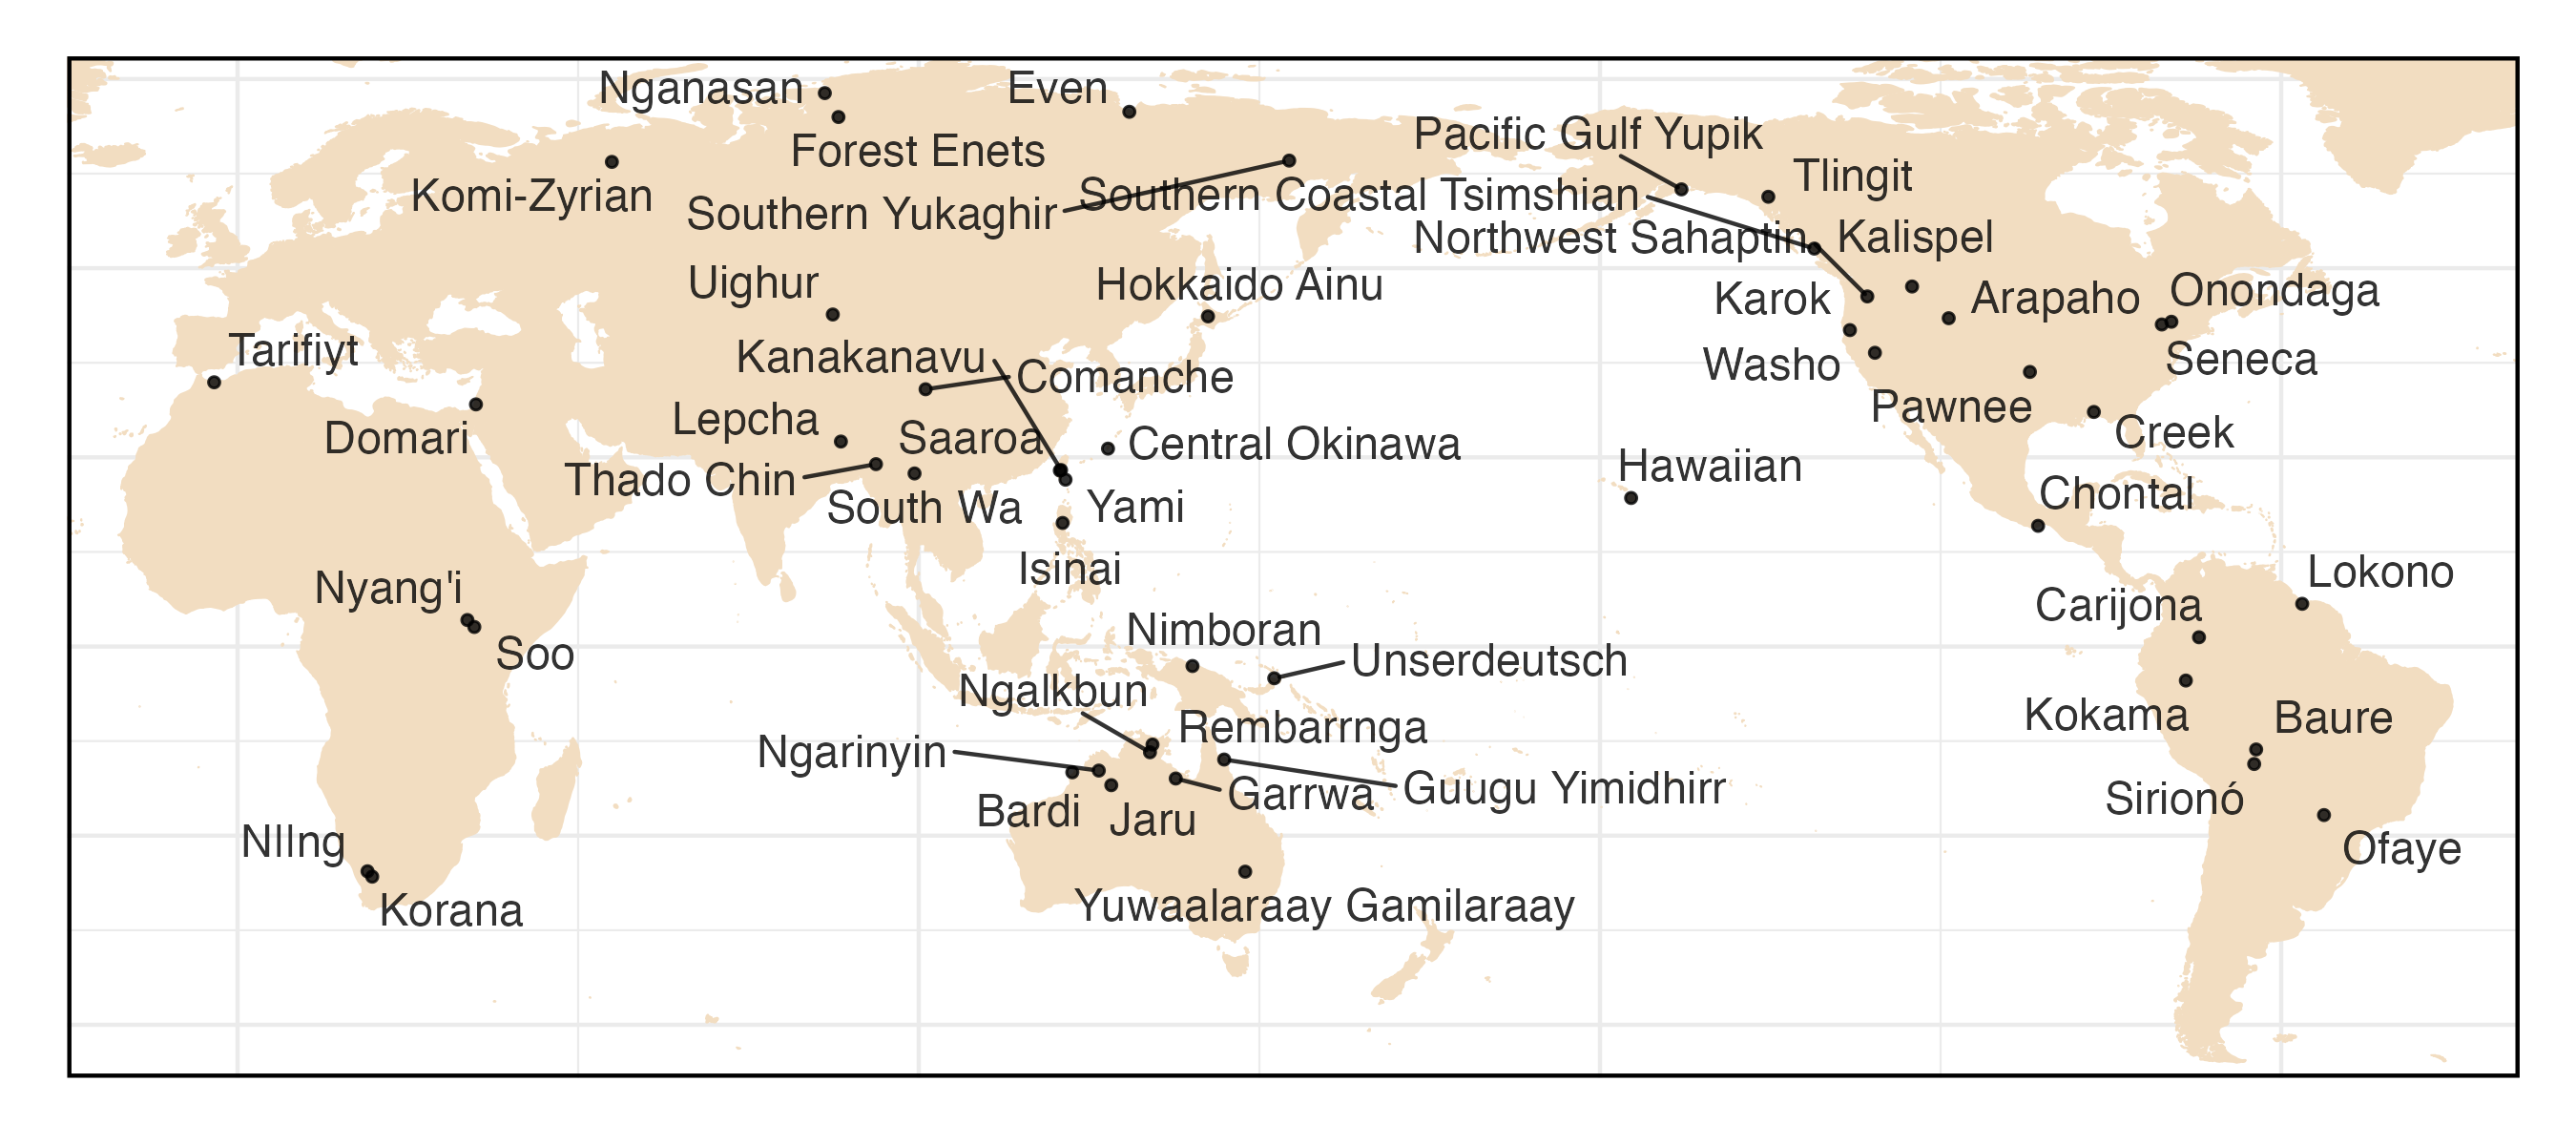 Nganasan
Even
Forest Enets
Pacific Gulf Yupik
Tlingit
Komi-Zyrian
Southern Yukaghir
Southern Coastal Tsimshian
Northwest Sahaptin
Kalispel
Uighur
Hokkaido Ainu
Karok
Arapaho
Onondaga
Tarifiyt
Kanakanavu
Comanche
Washo
Seneca
Domari
Lepcha
Saaroa
Central Okinawa
Pawnee
Creek
Thado Chin
South Wa
Yami
Hawaiian
Chontal
Isinai
Nyang'i
Soo
Nimboran
Unserdeutsch
Carijona
Lokono
Ngalkbun
Rembarrnga
Kokama
Baure
Ngarinyin
Bardi
Jaru
Garrwa
Guugu Yimidhirr
Sirionó
Ofaye
Nllng
Korana
Yuwaalaraay Gamilaraay